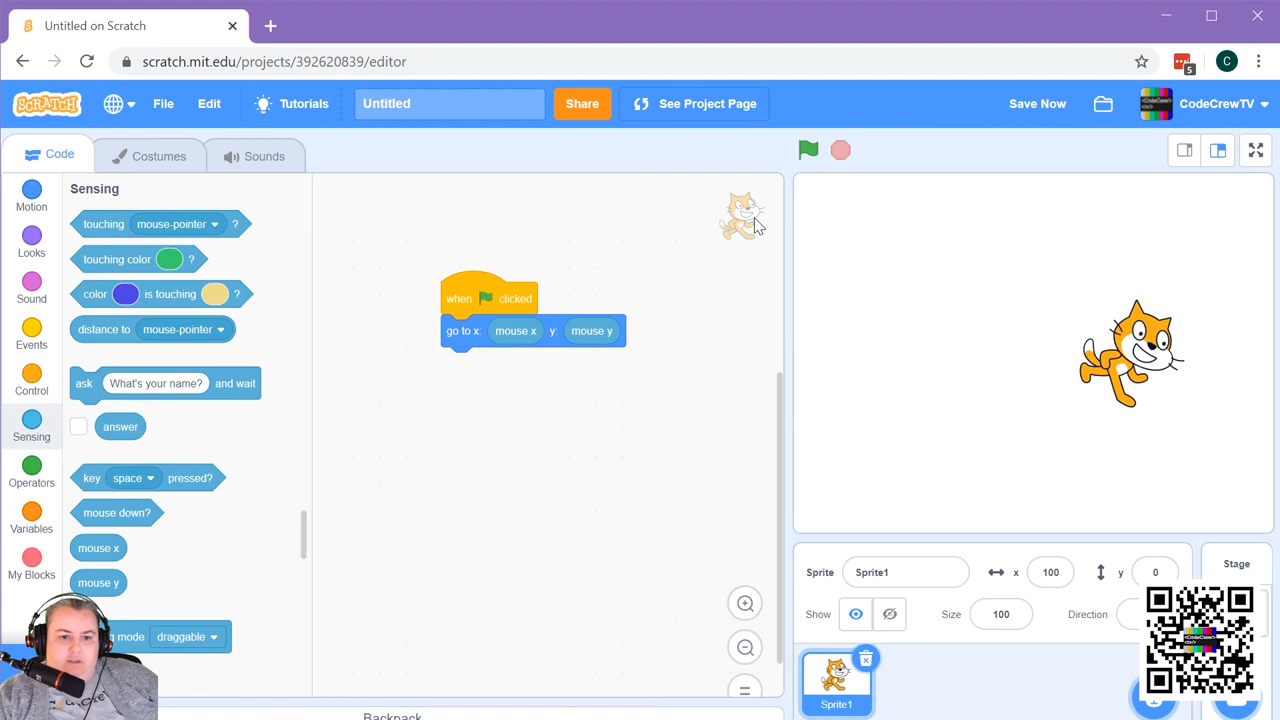 Untitled on Scratch
scratch.mit.edu/projects/392620839/editor
5
C
SCRATCH
File
Edit
Tutorials
Untitled
Share
See Project Page
Save Now
CodeCrewTV
Code
Costumes
Sounds
Motion
Looks
Sound
Events
Control
Sensing
Operators
Variables
My Blocks
Sensing
touching mouse-pointer ?
touching color ?
color is touching ?
distance to mouse-pointer
ask What's your name? and wait
answer
key space pressed?
mouse down?
mouse x
mouse y
mode draggable
when clicked
go to x: mouse x y: mouse y
Backpack
Sprite
Sprite1
x
100
y
0
Show
Size
100
Direction
Stage
Sprite1